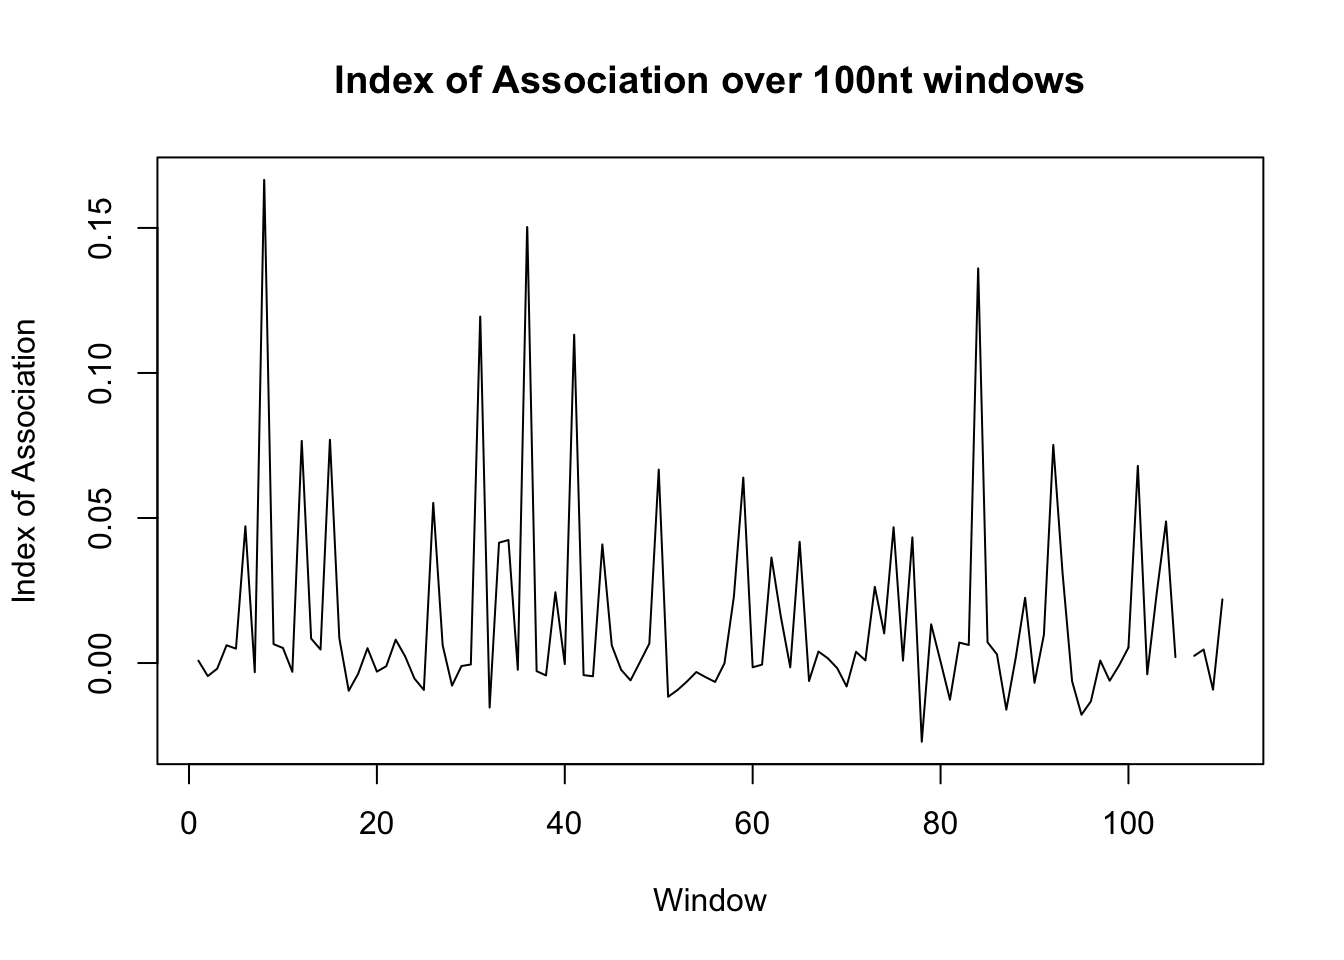 Index of Association over 100nt windows
Index of Association
0.15
0.10
0.05
0.00
0 20 40 60 80 100
Window